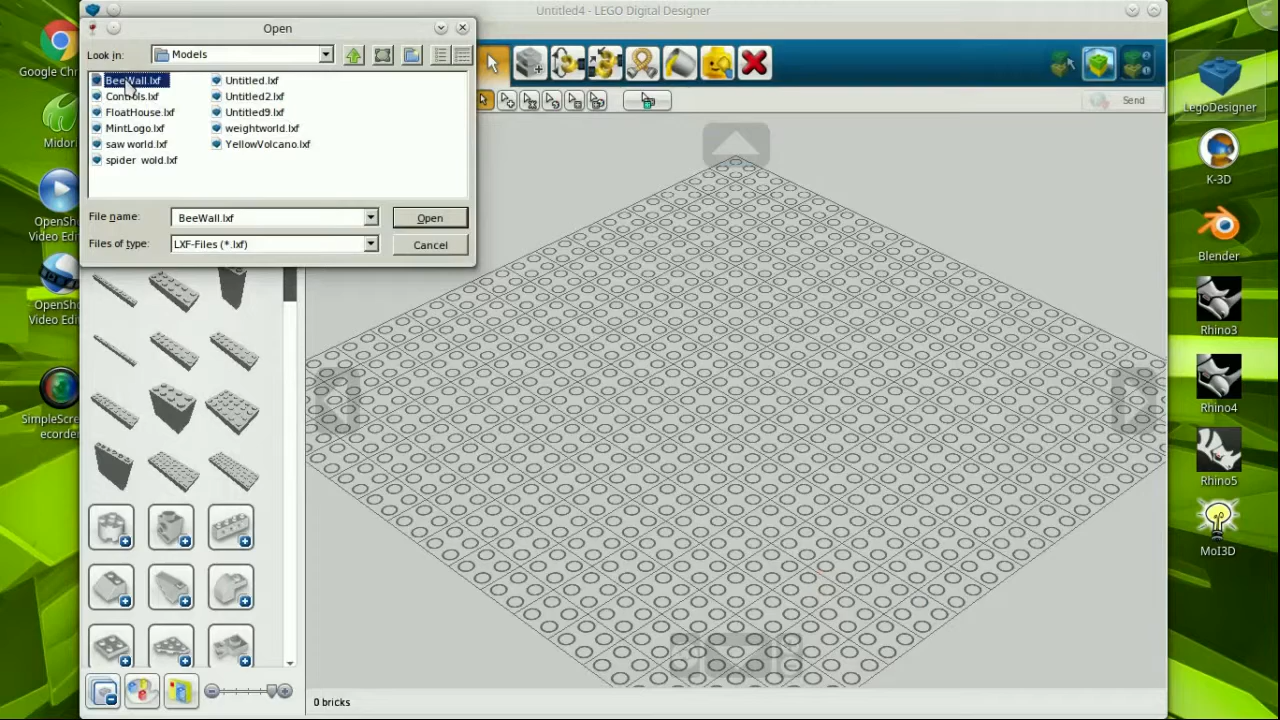 Untitled4 - LEGO Digital Designer
Open
Look in:
Models
BeeWall.lxf
Controls.lxf
FloatHouse.lxf
MintLogo.lxf
saw world.lxf
spider wold.lxf
Untitled.lxf
Untitled2.lxf
Untitled9.lxf
weightworld.lxf
YellowVolcano.lxf
File name:
BeeWall.lxf
Open
Files of type:
LXF-Files (*.lxf)
Cancel
Send
0 bricks
Google Chr
Midori
OpenSh
Video Edi
OpenSh
Video Edit
SimpleScre
ecorder
LegoDesigner
K-3D
Blender
Rhino3
Rhino4
Rhino5
MoI3D